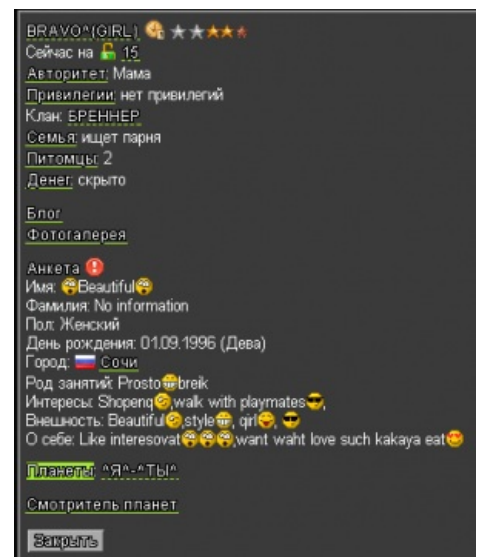 BRAVO^(GIRL)
Сейчас на 15
Авторитет: Мама
Привилегии: нет привилегий
Клан: БРЕННЕР
Семья: ищет парня
Питомцы: 2
Денег: скрыто
Блог
Фотогалерея
Анкета
Имя: Beautiful
Фамилия: No information
Пол: Женский
День рождения: 01.09.1996 (Дева)
Город: Сочи
Род занятий: Prosto breik
Интересы: Shopenq ,walk with playmates ,
Внешность: Beautiful ,style , girl ,
О себе: Like interesovat ,want waht love such kakaya eat
Планеты: ^Я^-^ТЫ^
Смотритель планет
Закрыть